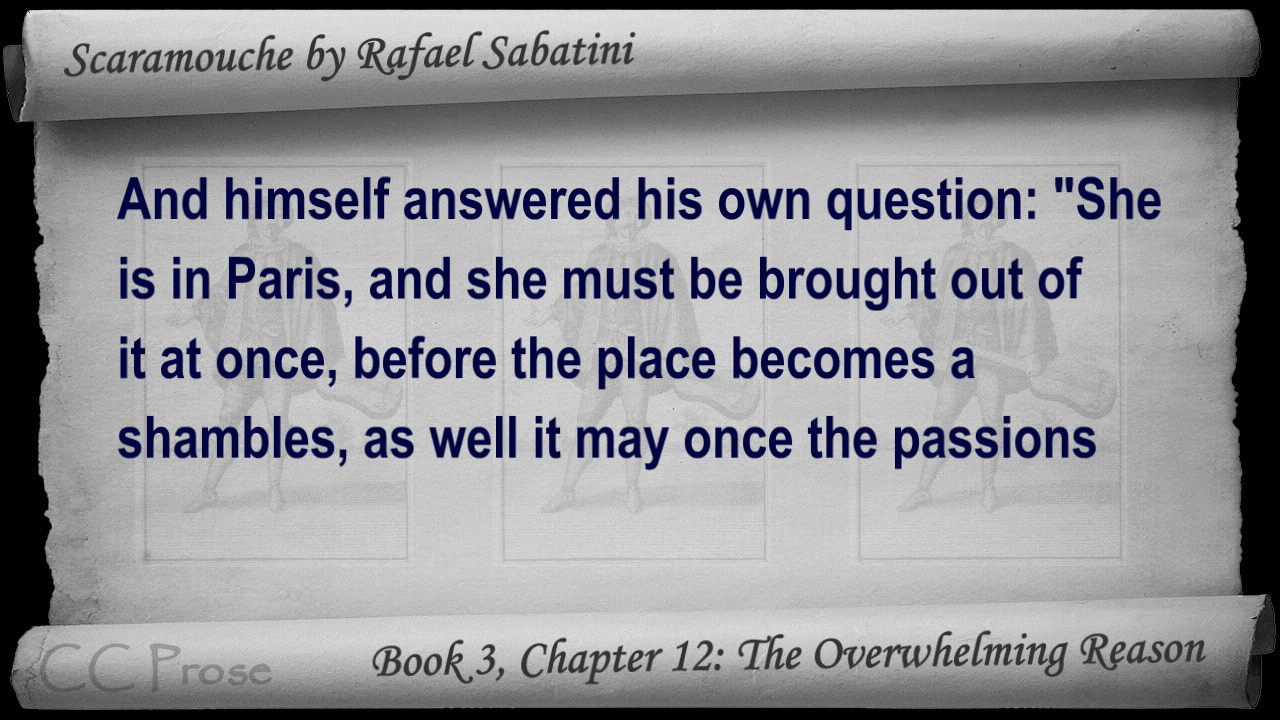 Scaramouche by Rafael Sabatini
And himself answered his own question: "She
is in Paris, and she must be brought out of
it at once, before the place becomes a
shambles, as well it may once the passions
CC Prose
Book 3, Chapter 12: The Overwhelming Reason